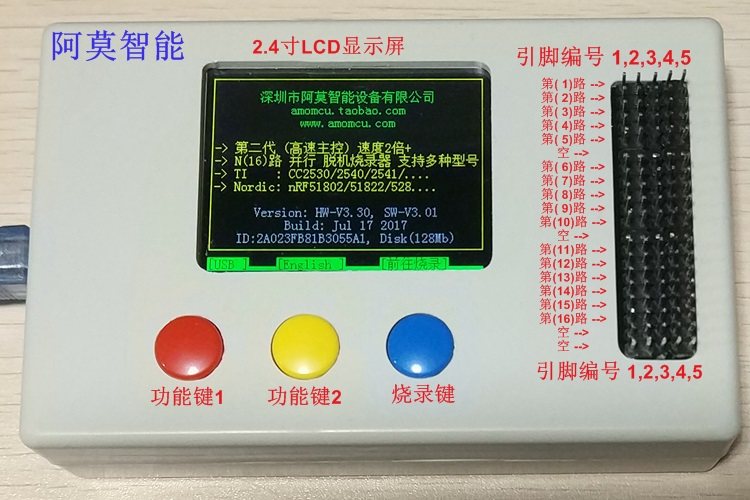 阿莫智能
2.4寸LCD显示屏
引脚编号 1,2,3,4,5
深圳市阿莫智能设备有限公司
amomcu.taobao.com
www.amomcu.com
-> 第二代 (高速主控) 速度2倍+
-> N(16)路 并行 脱机烧录器 支持多种型号
-> TI : CC2530/2540/2541/....
-> Nordic: nRF51802/51822/528....
Version: HW-V3.30, SW-V3.01
Build: Jul 17 2017
ID:2A023FB81B3055A1, Disk(128Mb)
[USB ] [English ] [前往烧录]
第( 1)路 -->
第( 2)路 -->
第( 3)路 -->
第( 4)路 -->
第( 5)路 -->
空 -->
第( 6)路 -->
第( 7)路 -->
第( 8)路 -->
第( 9)路 -->
第(10)路 -->
空 -->
第(11)路 -->
第(12)路 -->
第(13)路 -->
第(14)路 -->
第(15)路 -->
第(16)路 -->
空 -->
空 -->
引脚编号 1,2,3,4,5
功能键1
功能键2
烧录键